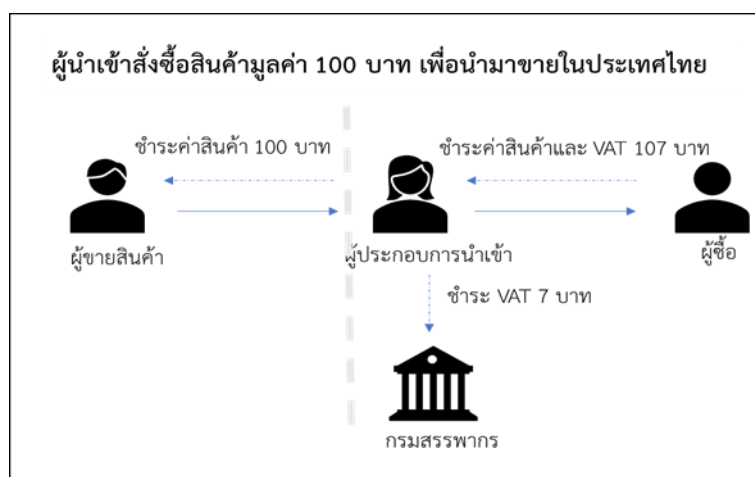 ผู้นำเข้าสั่งซื้อสินค้ามูลค่า 100 บาท เพื่อนำมาขายในประเทศไทย
ชำระค่าสินค้า 100 บาท
ชำระค่าสินค้าและ VAT 107 บาท
ผู้ขายสินค้า
ผู้ประกอบการนำเข้า
ผู้ซื้อ
ชำระ VAT 7 บาท
กรมสรรพากร